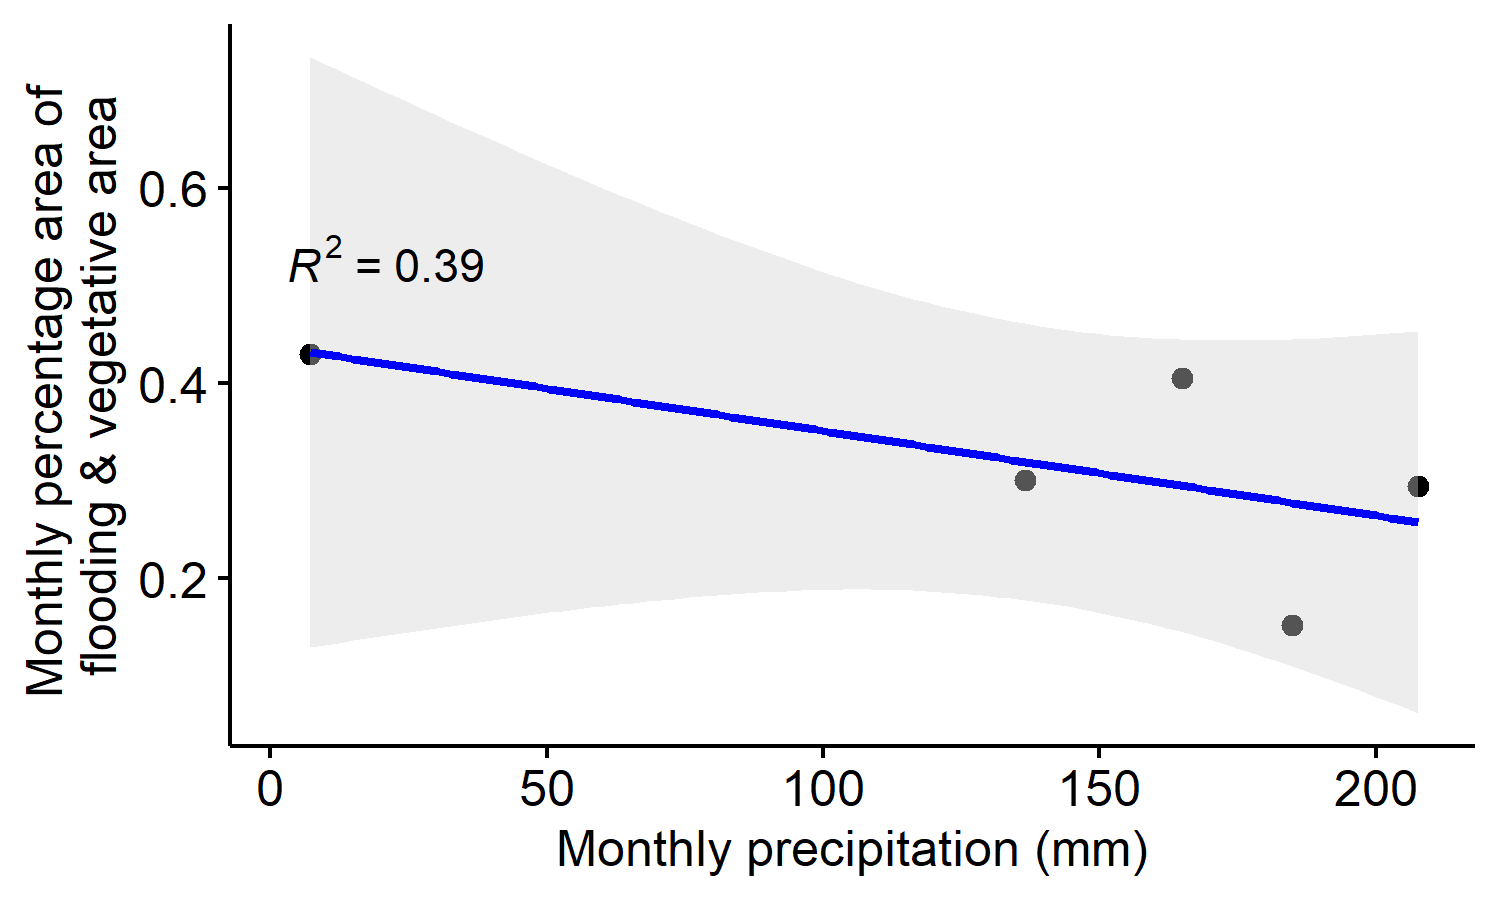 Monthly percentage area of
flooding & vegetative area
0.6
0.4
0.2
R² = 0.39
0 50 100 150 200
Monthly precipitation (mm)